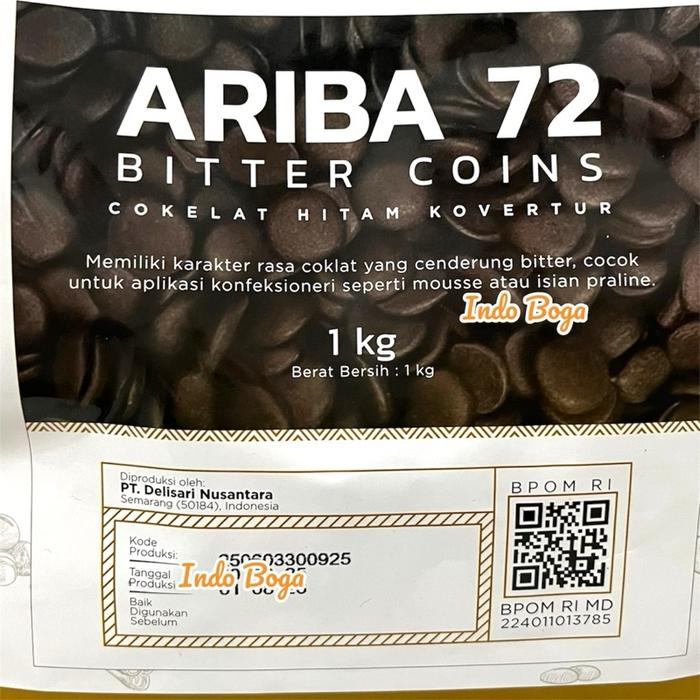 ARIBA 72
BITTER COINS
COKELAT HITAM KOVERTUR
Memiliki karakter rasa coklat yang cenderung bitter, cocok
untuk aplikasi konfeksioneri seperti mousse atau isian praline.
Indo Boga
1 kg
Berat Bersih : 1 kg
Diproduksi oleh:
PT. Delisari Nusantara
Semarang (50184), Indonesia
Kode
Produksi:
Tanggal
Produksi
Indo Boga
Baik
Digunakan
Sebelum
BPOM RI
BPOM RI MD
224011013785